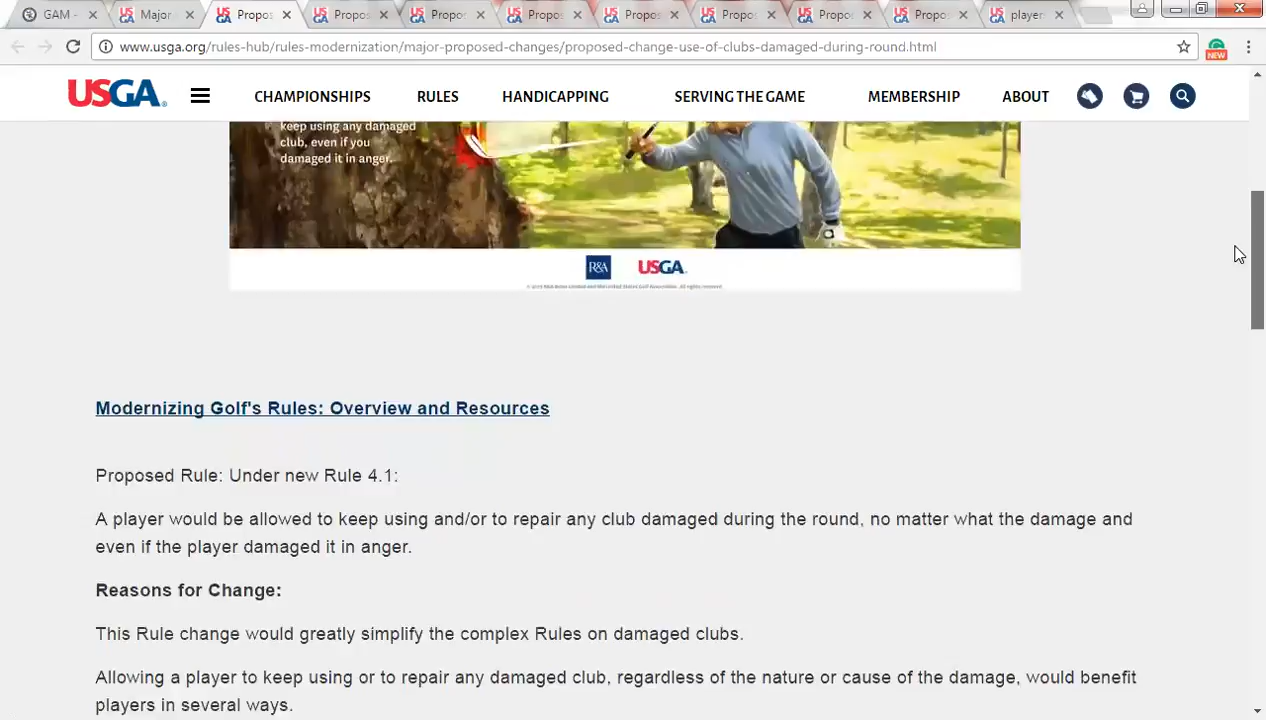 GAM -
Major
Propos
Propos
Propos
Propos
Propos
Propos
Propos
Propos
player
www.usga.org/rules-hub/rules-modernization/major-proposed-changes/proposed-change-use-of-clubs-damaged-during-round.html
NEW
USGA
CHAMPIONSHIPS
RULES
HANDICAPPING
SERVING THE GAME
MEMBERSHIP
ABOUT
keep using any damaged
club, even if you
damaged it in anger.
R&A
USGA
Modernizing Golf's Rules: Overview and Resources
Proposed Rule: Under new Rule 4.1:
A player would be allowed to keep using and/or to repair any club damaged during the round, no matter what the damage and
even if the player damaged it in anger.
Reasons for Change:
This Rule change would greatly simplify the complex Rules on damaged clubs.
Allowing a player to keep using or to repair any damaged club, regardless of the nature or cause of the damage, would benefit
players in several ways.